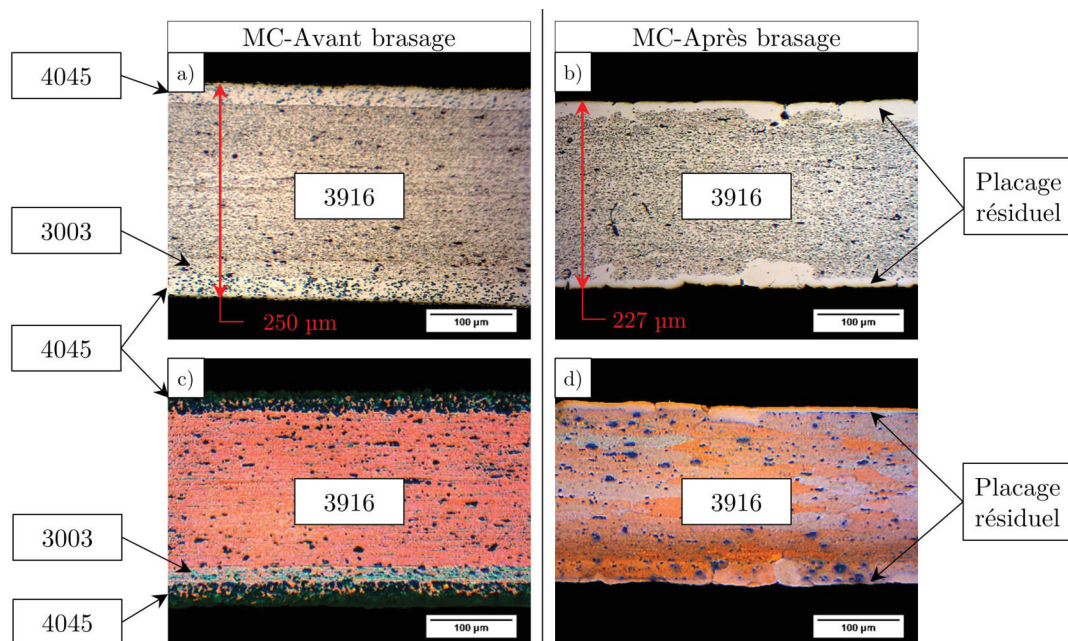 MC-Avant brasage
MC-Après brasage
4045
a)
b)
3916
3916
Placage
résiduel
3003
250 µm
227 µm
100 µm
100 µm
4045
c)
d)
3916
3916
3003
Placage
résiduel
4045
100 µm
100 µm